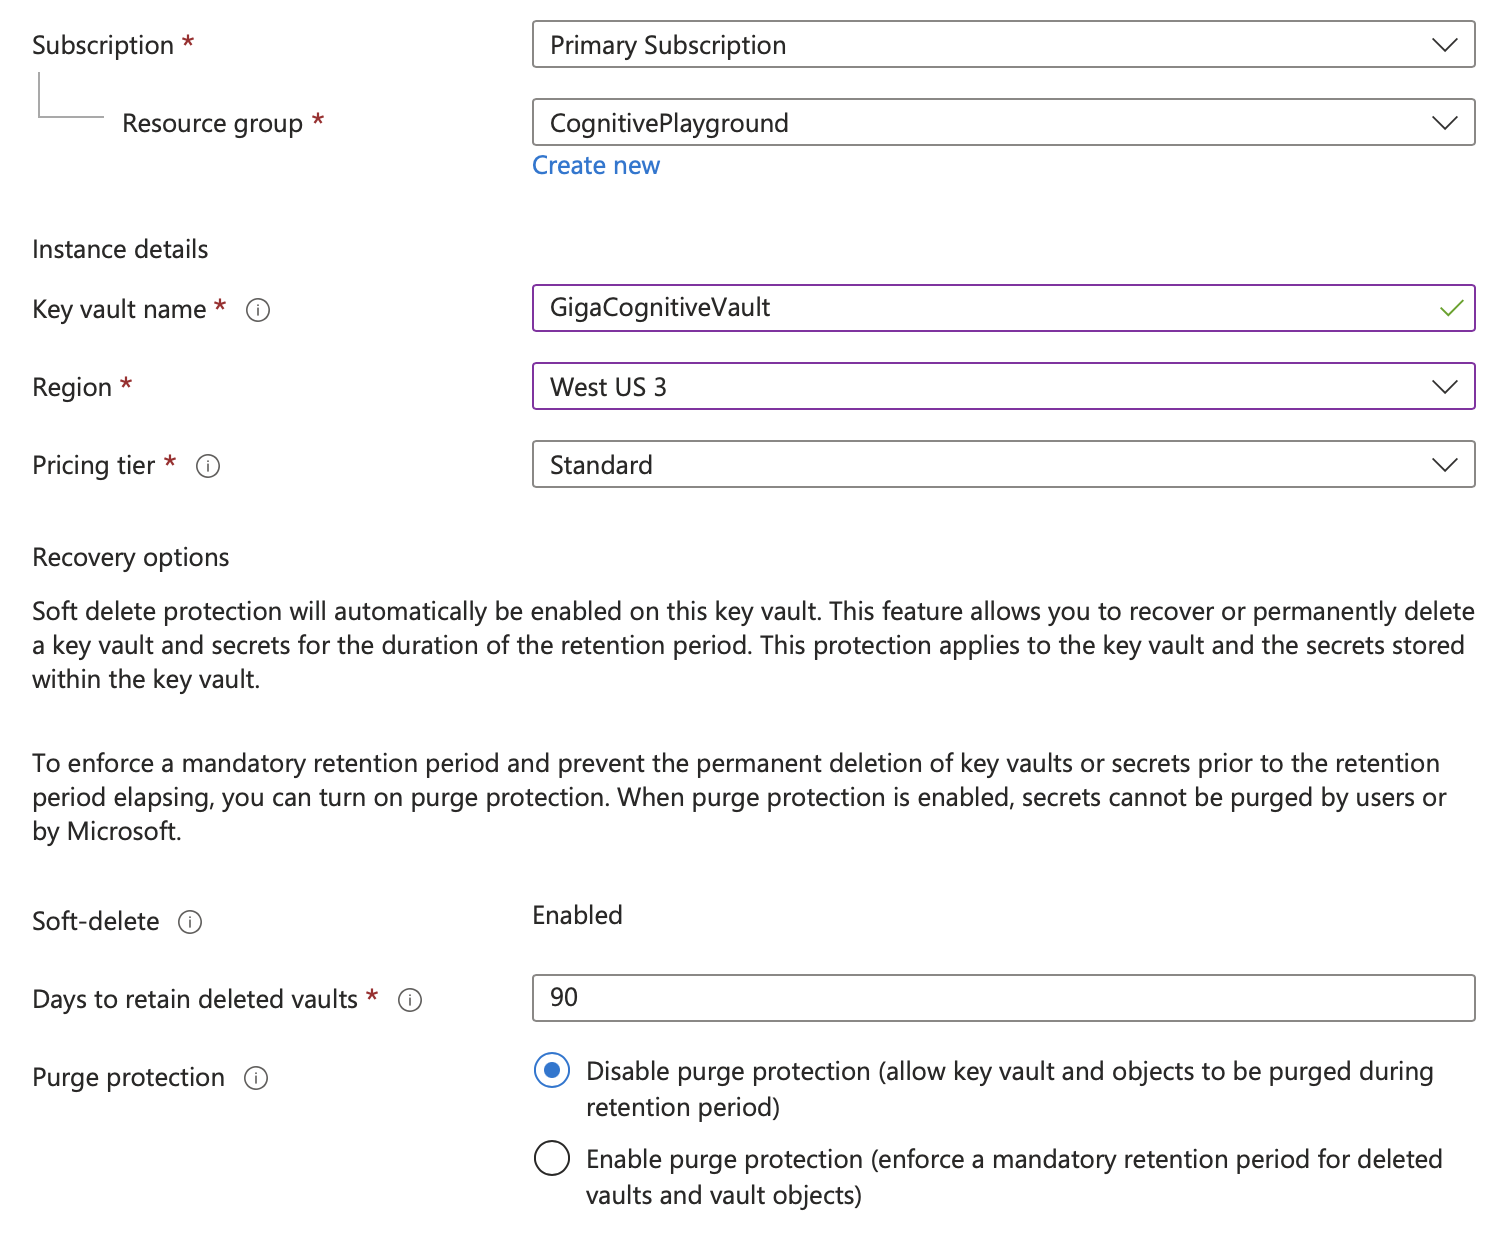 Subscription *
Primary Subscription
Resource group *
CognitivePlayground
Create new
Instance details
Key vault name *
GigaCognitiveVault
Region *
West US 3
Pricing tier *
Standard
Recovery options
Soft delete protection will automatically be enabled on this key vault. This feature allows you to recover or permanently delete
a key vault and secrets for the duration of the retention period. This protection applies to the key vault and the secrets stored
within the key vault.
To enforce a mandatory retention period and prevent the permanent deletion of key vaults or secrets prior to the retention
period elapsing, you can turn on purge protection. When purge protection is enabled, secrets cannot be purged by users or
by Microsoft.
Soft-delete
Enabled
Days to retain deleted vaults *
90
Purge protection
Disable purge protection (allow key vault and objects to be purged during
retention period)
Enable purge protection (enforce a mandatory retention period for deleted
vaults and vault objects)